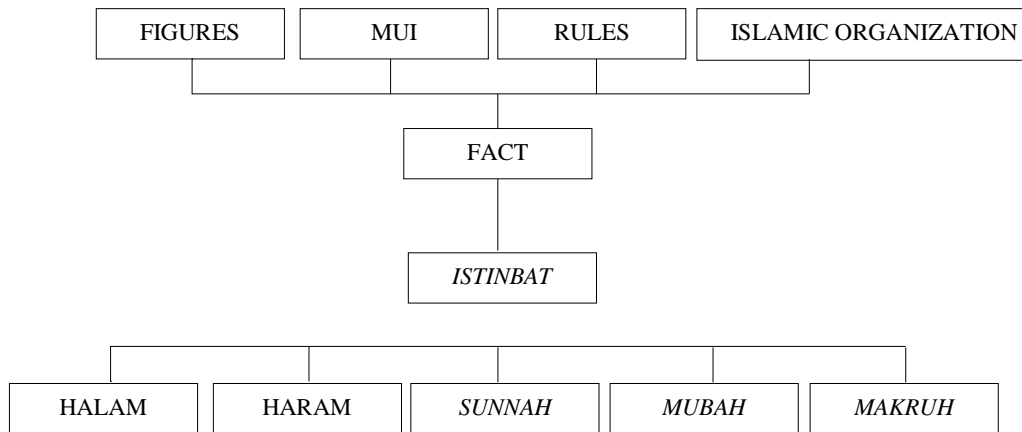 FIGURES
MUI
RULES
ISLAMIC ORGANIZATION
FACT
ISTINBAT
HALAM
HARAM
SUNNAH
MUBAH
MAKRUH